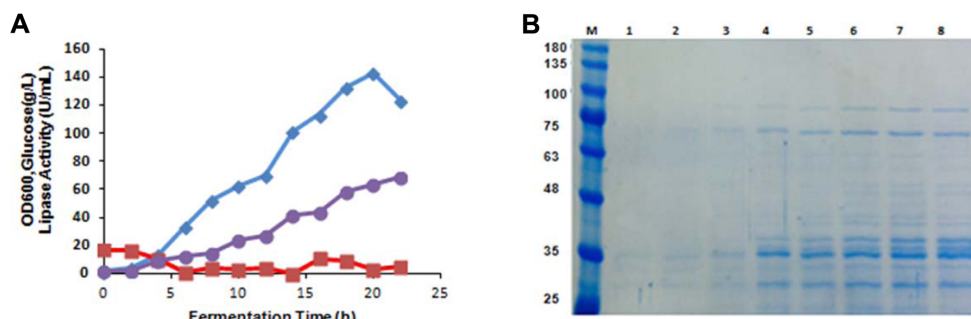 A
OD600,Glucose(g/L)
Lipase Activity (U/mL)
160
140
120
100
80
60
40
20
0
0 5 10 15 20 25
Fermentation Time (h)
B
M 1 2 3 4 5 6 7 8
180
135
100
75
63
48
35
25